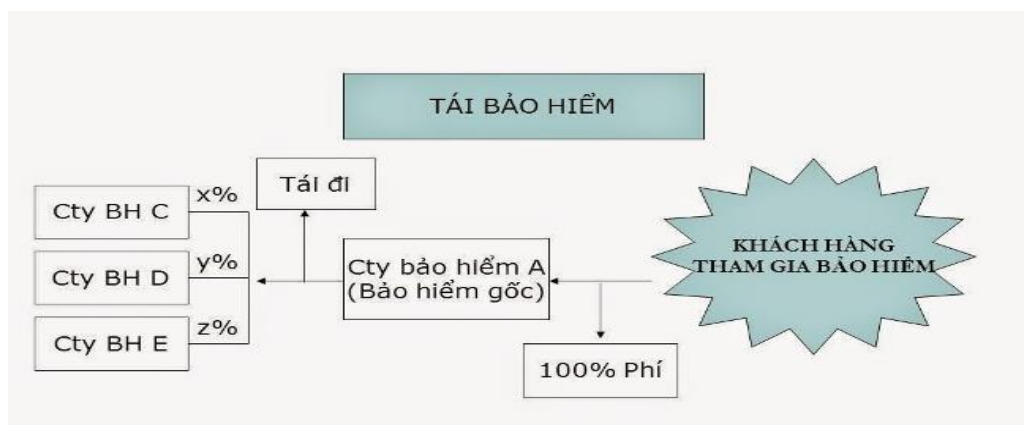 TÁI BẢO HIỂM
Tái đi
Cty BH C
x%
Cty BH D
y%
Cty BH E
z%
Cty bảo hiểm A
(Bảo hiểm gốc)
100% Phí
KHÁCH HÀNG
THAM GIA BẢO HIỂM